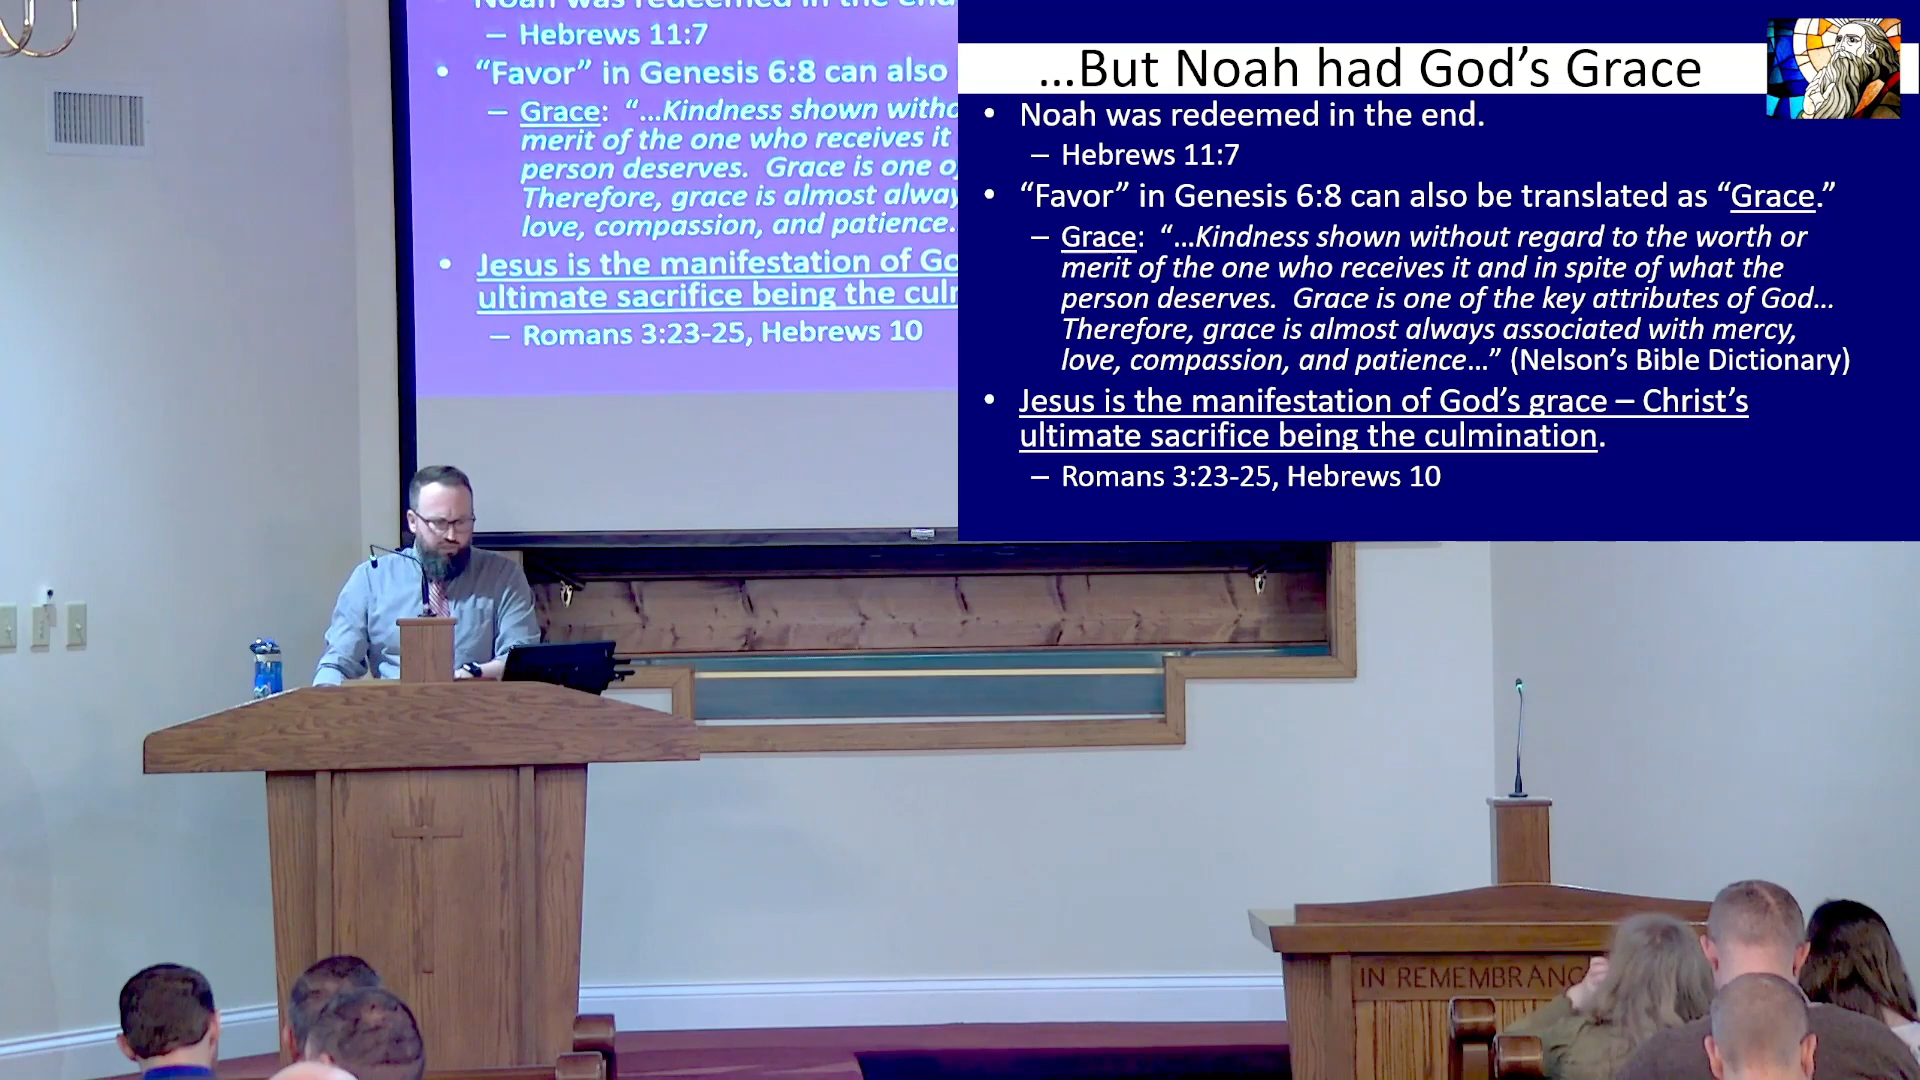 Noah was redeemed in the end
– Hebrews 11:7
• “Favor” in Genesis 6:8 can also
– Grace: “…Kindness shown witho
merit of the one who receives it
person deserves. Grace is one o
Therefore, grace is almost alway
love, compassion, and patience.
• Jesus is the manifestation of Go
ultimate sacrifice being the cul
– Romans 3:23-25, Hebrews 10
…But Noah had God’s Grace
• Noah was redeemed in the end.
– Hebrews 11:7
• “Favor” in Genesis 6:8 can also be translated as “Grace.”
– Grace: “…Kindness shown without regard to the worth or
merit of the one who receives it and in spite of what the
person deserves. Grace is one of the key attributes of God…
Therefore, grace is almost always associated with mercy,
love, compassion, and patience…” (Nelson’s Bible Dictionary)
• Jesus is the manifestation of God’s grace – Christ’s
ultimate sacrifice being the culmination.
– Romans 3:23-25, Hebrews 10
IN REMEMBRANC